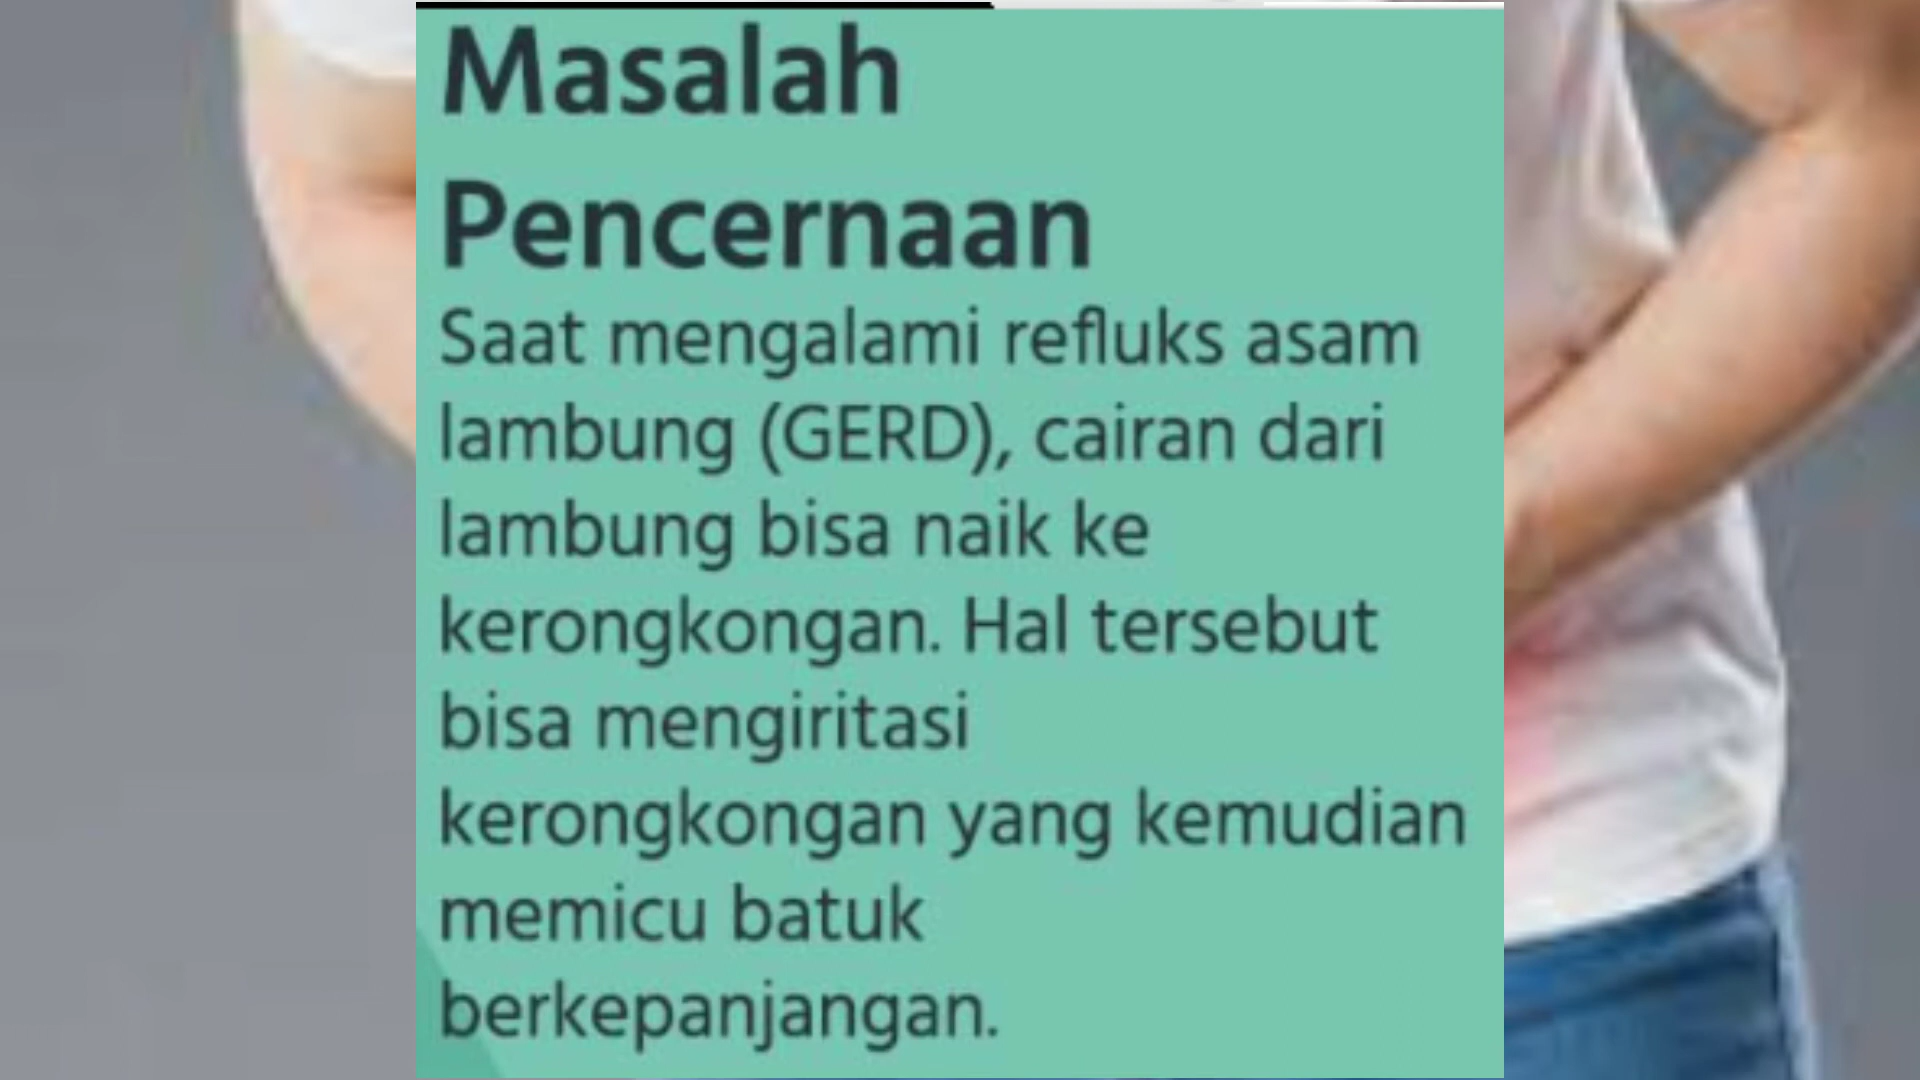 Masalah
Pencernaan
Saat mengalami refluks asam
lambung (GERD), cairan dari
lambung bisa naik ke
kerongkongan. Hal tersebut
bisa mengiritasi
kerongkongan yang kemudian
memicu batuk
berkepanjangan.